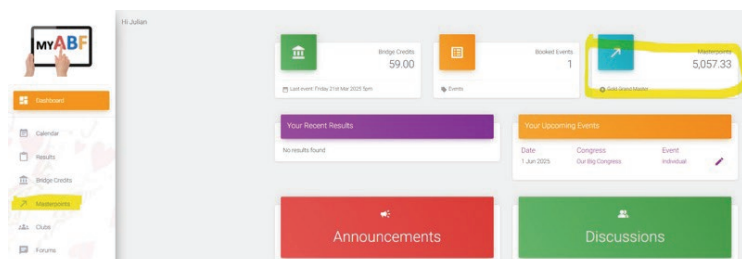 Hi Julian
MYABF
Dashboard
Calendar
Results
Bridge Credits
Masterpoints
Clubs
Forums
Bridge Credits
59.00
Last event: Friday 21st Mar 2025 5pm
Booked Events
1
Events
Masterpoints
5,057.33
Gold Grand Master
Your Recent Results
No results found
Your Upcoming Events
Date Congress Event
1 Jun 2025 Our Big Congress Individual
Announcements
Discussions